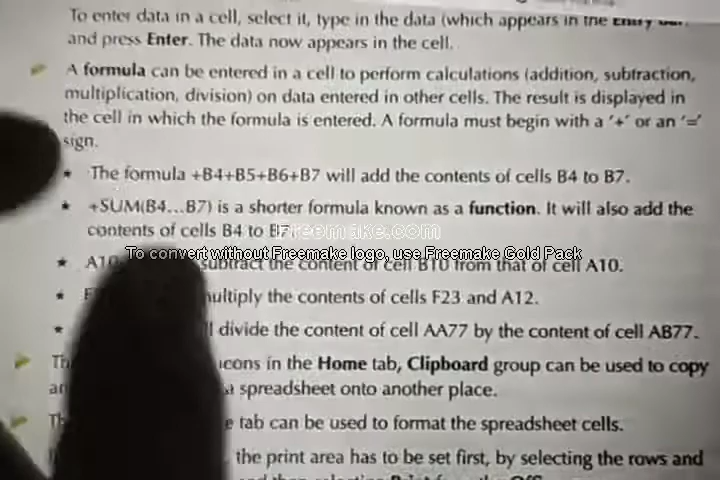 To enter data in a cell, select it, type in the data (which appears in the Entry
and press Enter. The data now appears in the cell.
A formula can be entered in a cell to perform calculations (addition, subtraction,
multiplication, division) on data entered in other cells. The result is displayed in
the cell in which the formula is entered. A formula must begin with a '+' or an '='
sign.
★ The formula +B4+B5+B6+B7 will add the contents of cells B4 to B7.
★ +SUM(B4...B7) is a shorter formula known as a function. It will also add the
contents of cells B4 to B7.
Freemake.com
To convert without Freemake logo, use Freemake Gold Pack
★ A10 subtract the content of cell B10 from that of cell A10.
★ multiply the contents of cells F23 and A12.
★ divide the content of cell AA77 by the content of cell AB77.
icons in the Home tab, Clipboard group can be used to copy
spreadsheet onto another place.
tab can be used to format the spreadsheet cells.
the print area has to be set first, by selecting the rows and